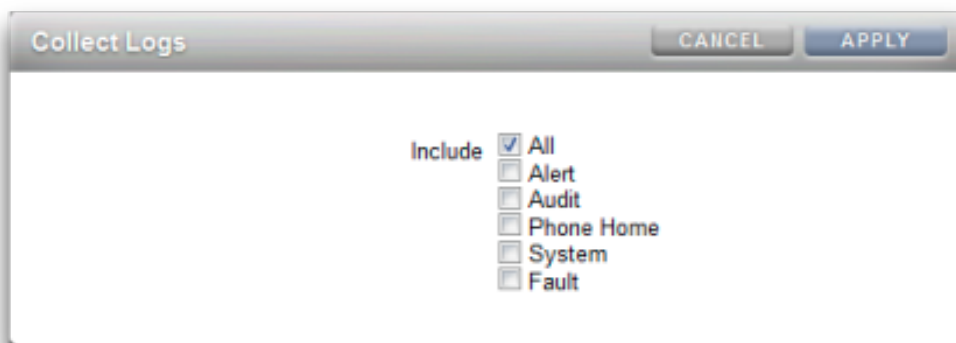 Collect Logs CANCEL APPLY
Include All
Alert
Audit
Phone Home
System
Fault